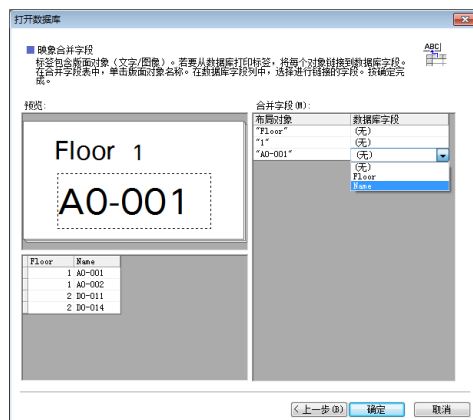 打开数据库
映象合并字段
标签包含版面对象（文字/图像）。若要从数据库打印标签，将每个对象链接到数据库字段。
在合并字段表中，单击版面对象名称。在数据库字段列中，选择进行链接的字段。按确定完
成。
ABC
预览:
合并字段(M):
布局对象 数据库字段
"Floor" (无)
"1" (无)
"A0-001" (无)
(无)
Floor
Name
Floor 1
A0-001
Floor Name
1 A0-001
1 A0-002
2 D0-011
2 D0-014
<上一步(B) 确定 取消